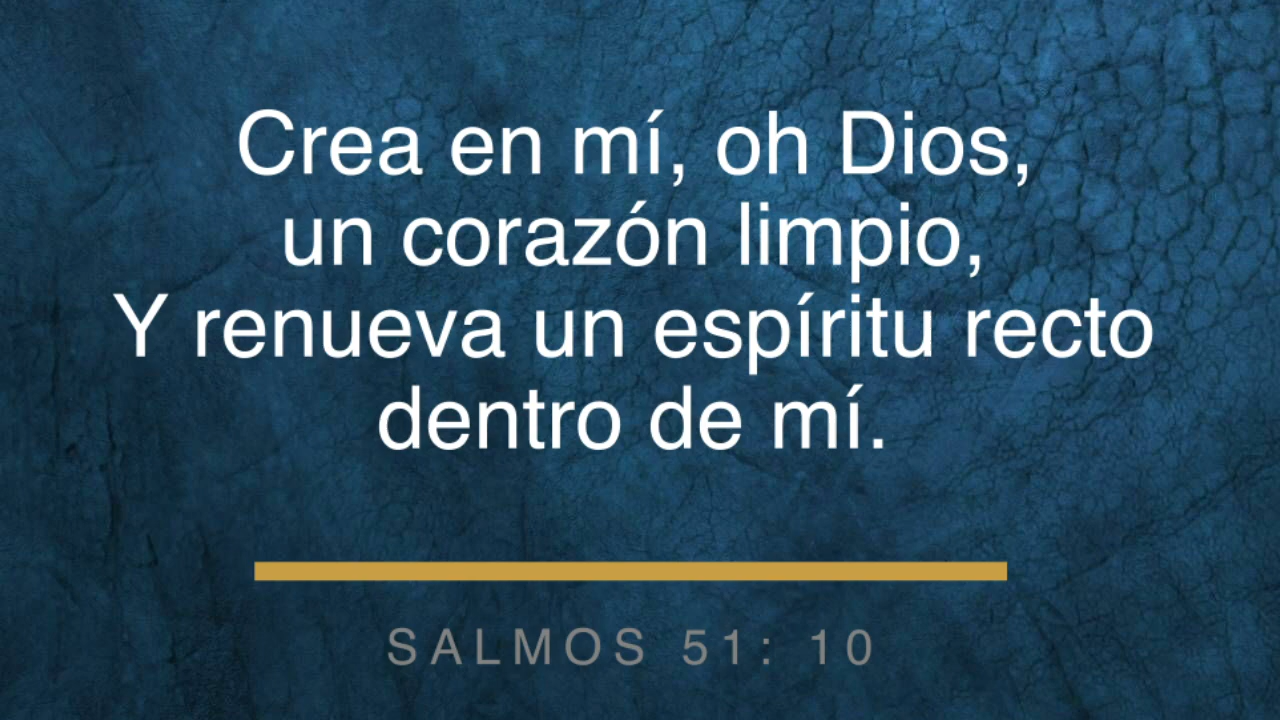 Crea en mí, oh Dios,
un corazón limpio,
Y renueva un espíritu recto
dentro de mí.
SALMOS 51: 10